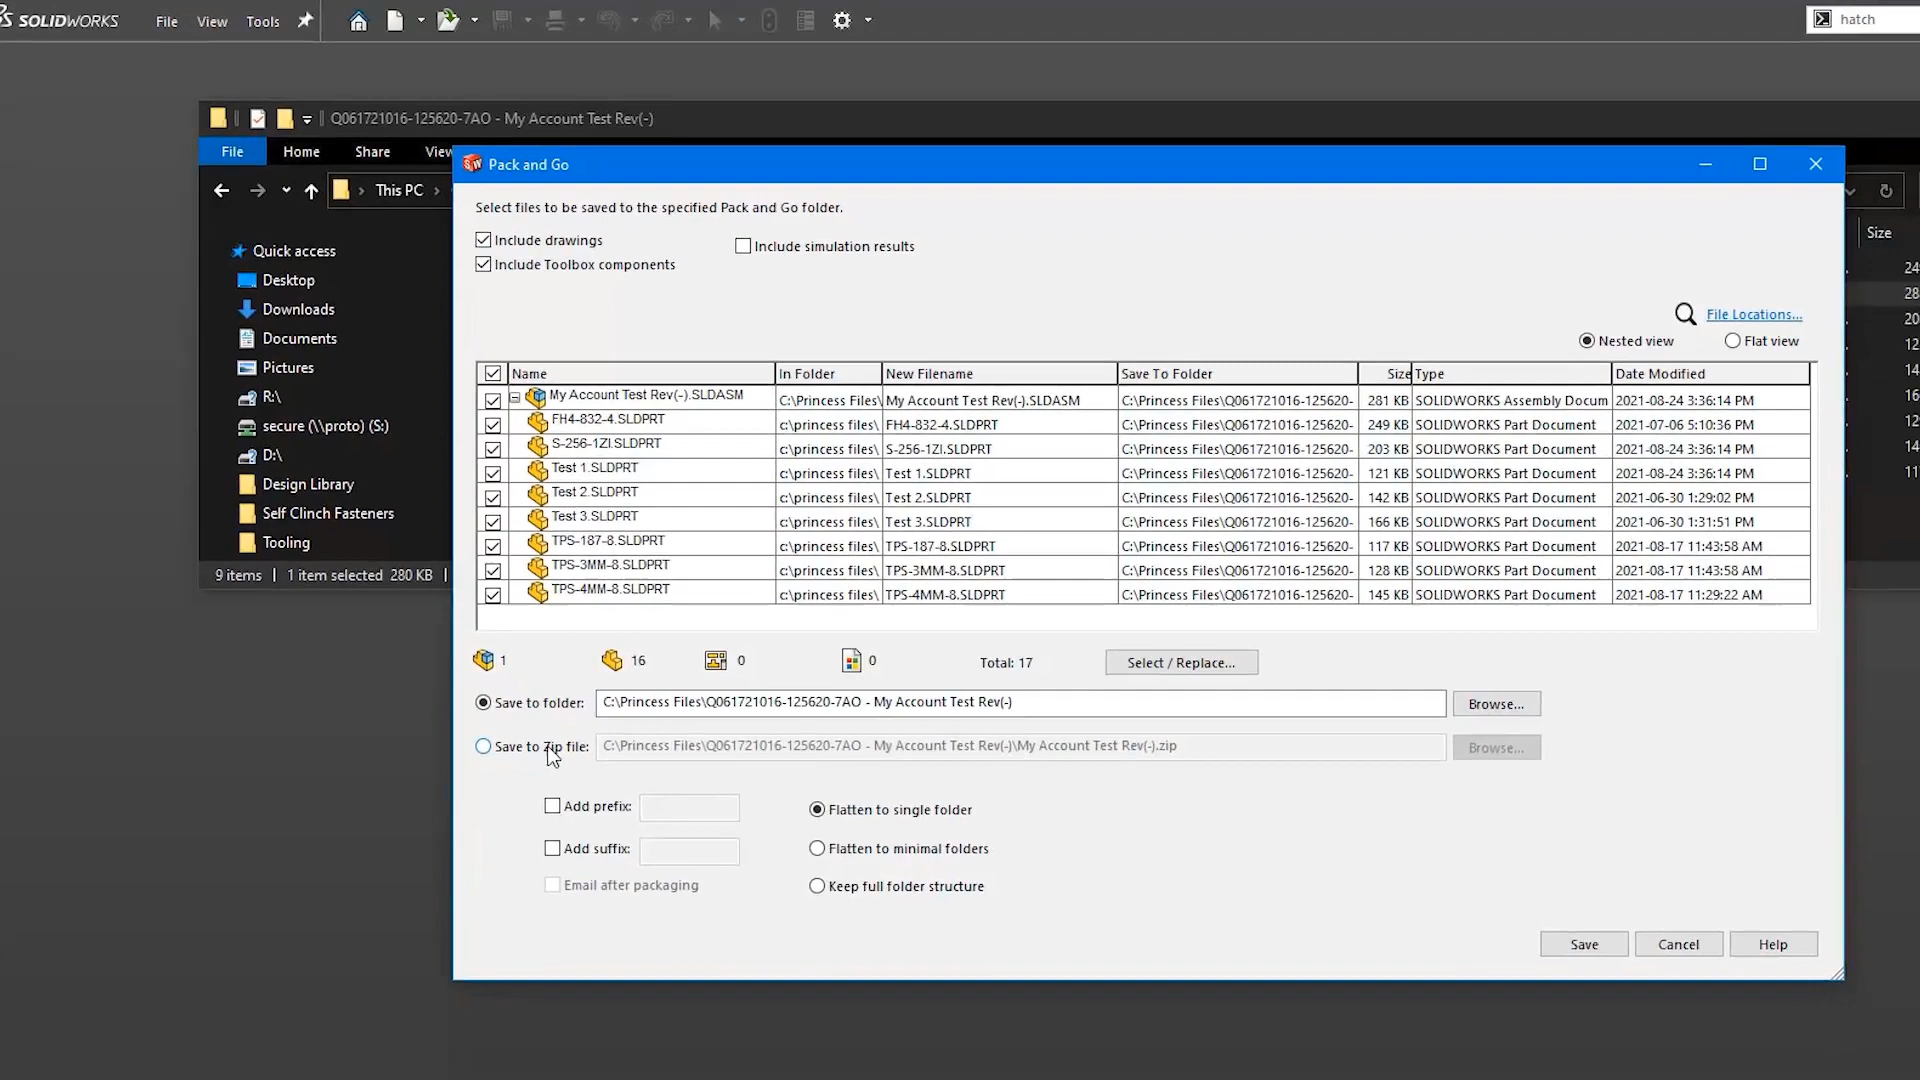 SOLIDWORKS File View Tools hatch
Q061721016-125620-7AO - My Account Test Rev(-)
File Home Share View
This PC
Size
Quick access
Desktop
Downloads
Documents
Pictures
R:\
secure (\\proto) (S:)
D:\
Design Library
Self Clinch Fasteners
Tooling
9 items 1 item selected 280 KB
Pack and Go
Select files to be saved to the specified Pack and Go folder.
Include drawings
Include simulation results
Include Toolbox components
File Locations...
Nested view Flat view
Name In Folder New Filename Save To Folder Size Type Date Modified
My Account Test Rev(-).SLDASM C:\Princess Files\ My Account Test Rev(-).SLDASM C:\Princess Files\Q061721016-125620- 281 KB SOLIDWORKS Assembly Docum 2021-08-24 3:36:14 PM
FH4-832-4.SLDPRT c:\princess files\ FH4-832-4.SLDPRT C:\Princess Files\Q061721016-125620- 249 KB SOLIDWORKS Part Document 2021-07-06 5:10:36 PM
S-256-1ZI.SLDPRT c:\princess files\ S-256-1ZI.SLDPRT C:\Princess Files\Q061721016-125620- 203 KB SOLIDWORKS Part Document 2021-08-24 3:36:14 PM
Test 1.SLDPRT c:\princess files\ Test 1.SLDPRT C:\Princess Files\Q061721016-125620- 121 KB SOLIDWORKS Part Document 2021-08-24 3:36:14 PM
Test 2.SLDPRT c:\princess files\ Test 2.SLDPRT C:\Princess Files\Q061721016-125620- 142 KB SOLIDWORKS Part Document 2021-06-30 1:29:02 PM
Test 3.SLDPRT c:\princess files\ Test 3.SLDPRT C:\Princess Files\Q061721016-125620- 166 KB SOLIDWORKS Part Document 2021-06-30 1:31:51 PM
TPS-187-8.SLDPRT c:\princess files\ TPS-187-8.SLDPRT C:\Princess Files\Q061721016-125620- 117 KB SOLIDWORKS Part Document 2021-08-17 11:43:58 AM
TPS-3MM-8.SLDPRT c:\princess files\ TPS-3MM-8.SLDPRT C:\Princess Files\Q061721016-125620- 128 KB SOLIDWORKS Part Document 2021-08-17 11:43:58 AM
TPS-4MM-8.SLDPRT c:\princess files\ TPS-4MM-8.SLDPRT C:\Princess Files\Q061721016-125620- 145 KB SOLIDWORKS Part Document 2021-08-17 11:29:22 AM
1 16 0 0 Total: 17 Select / Replace...
Save to folder: C:\Princess Files\Q061721016-125620-7AO - My Account Test Rev(-) Browse...
Save to Zip file: C:\Princess Files\Q061721016-125620-7AO - My Account Test Rev(-)\My Account Test Rev(-).zip Browse...
Add prefix: Flatten to single folder
Add suffix: Flatten to minimal folders
Email after packaging Keep full folder structure
Save Cancel Help